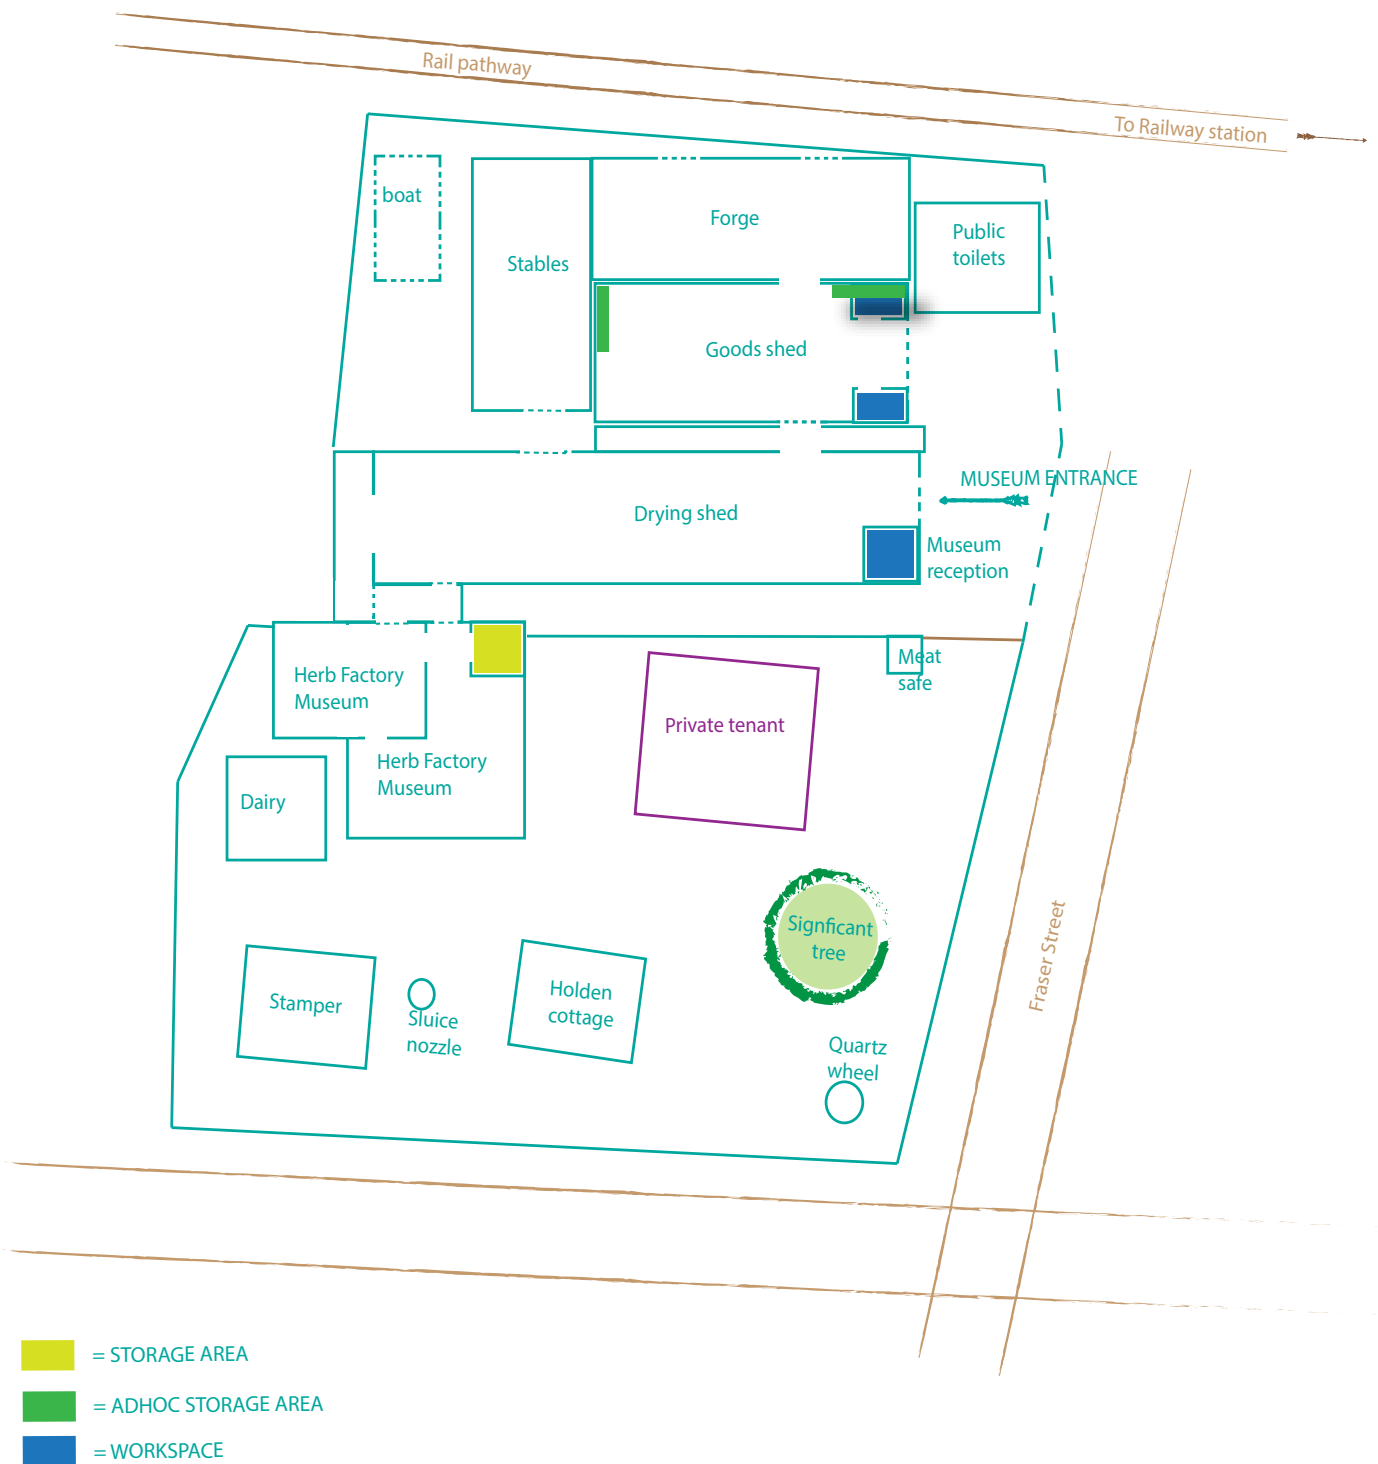 Rail pathway
To Railway station
boat
Forge
Public
toilets
Stables
Goods shed
MUSEUM ENTRANCE
Drying shed
Museum
reception
Meat
safe
Herb Factory
Museum
Private tenant
Herb Factory
Museum
Dairy
Signficant
tree
Fraser Street
Stamper
Sluice
nozzle
Holden
cottage
Quartz
wheel
= STORAGE AREA
= ADHOC STORAGE AREA
= WORKSPACE